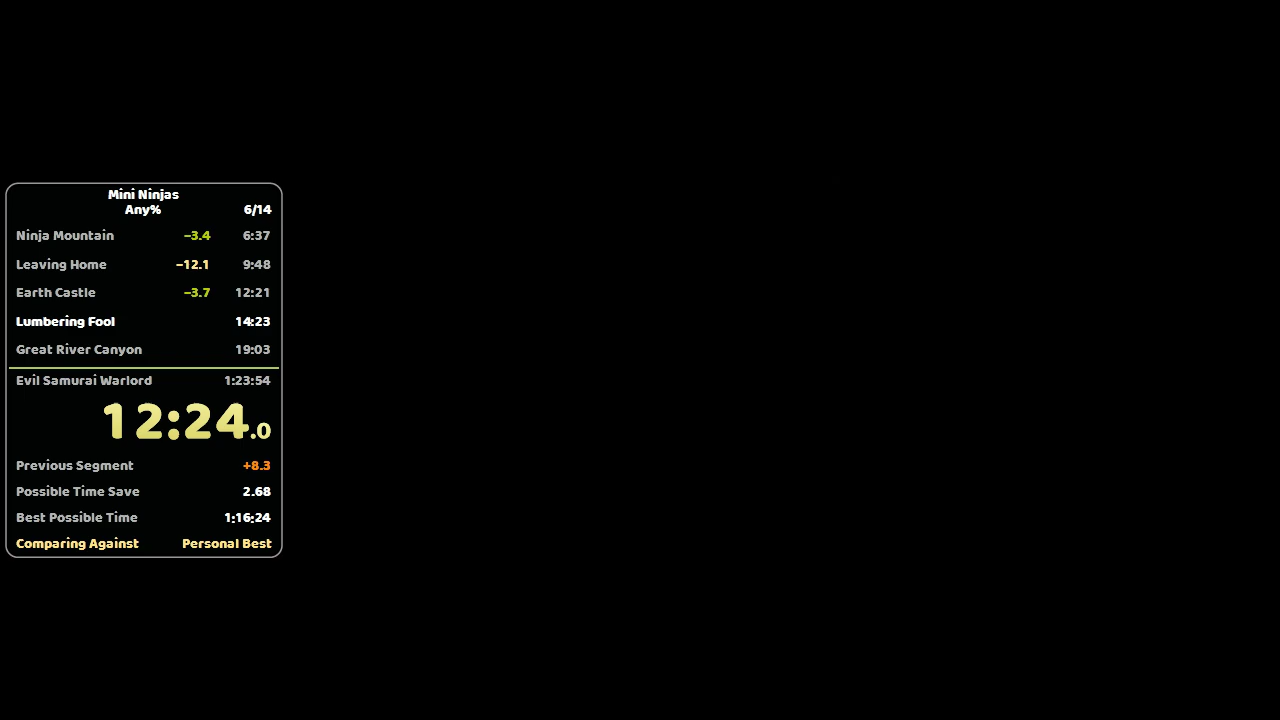 Mini Ninjas
Any% 6/14
Ninja Mountain −3.4 6:37
Leaving Home −12.1 9:48
Earth Castle −3.7 12:21
Lumbering Fool 14:23
Great River Canyon 19:03
Evil Samurai Warlord 1:23:54
12:24.0
Previous Segment +8.3
Possible Time Save 2.68
Best Possible Time 1:16:24
Comparing Against Personal Best